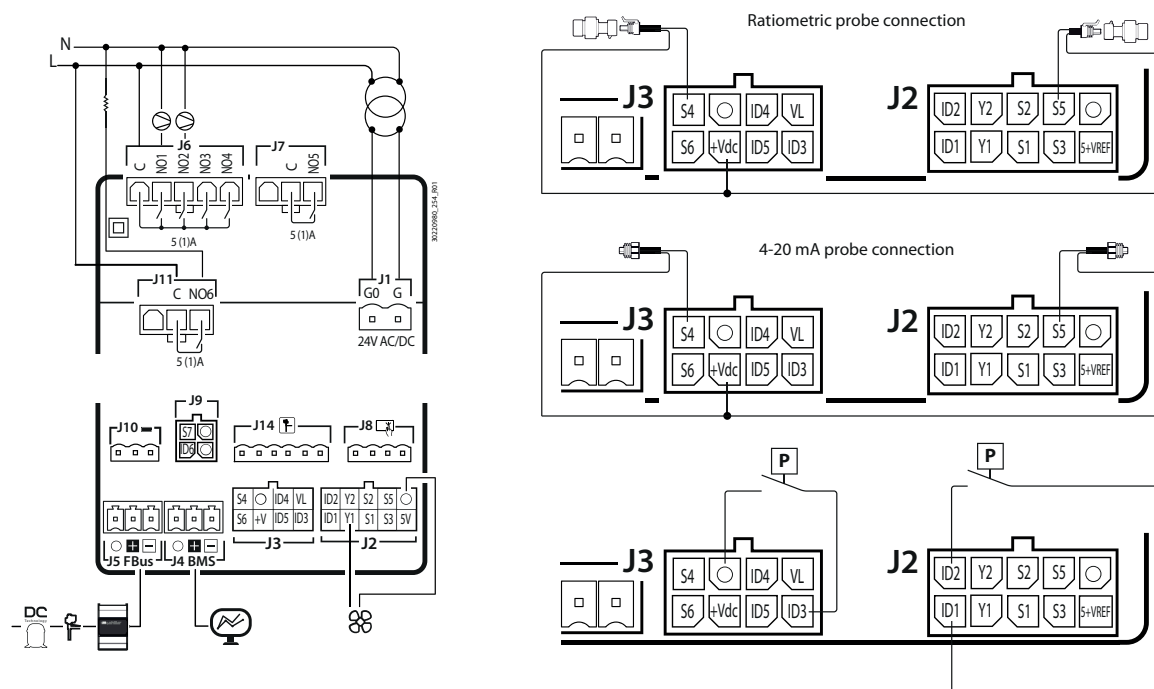 N
L
J6
C NO1 NO2 NO3 NO4
5 (1)A
J7
C NO5
5 (1)A
30220980_254_R01
J11
C NO6
5 (1)A
J1
G0 G
24V AC/DC
J9
S7
ID6
J10
J14
J8
S4 ID4 VL
S6 +V ID5 ID3
J3
ID2 Y2 S2 S5
ID1 Y1 S1 S3 5V
J2
J5 FBus
J4 BMS
DC
Technology
Ratiometric probe connection
J3
S4 ID4 VL
S6 +Vdc ID5 ID3
J2
ID2 Y2 S2 S5
ID1 Y1 S1 S3 5+VREF
4-20 mA probe connection
J3
S4 ID4 VL
S6 +Vdc ID5 ID3
J2
ID2 Y2 S2 S5
ID1 Y1 S1 S3 5+VREF
P
P
J3
S4 ID4 VL
S6 +Vdc ID5 ID3
J2
ID2 Y2 S2 S5
ID1 Y1 S1 S3 5+VREF